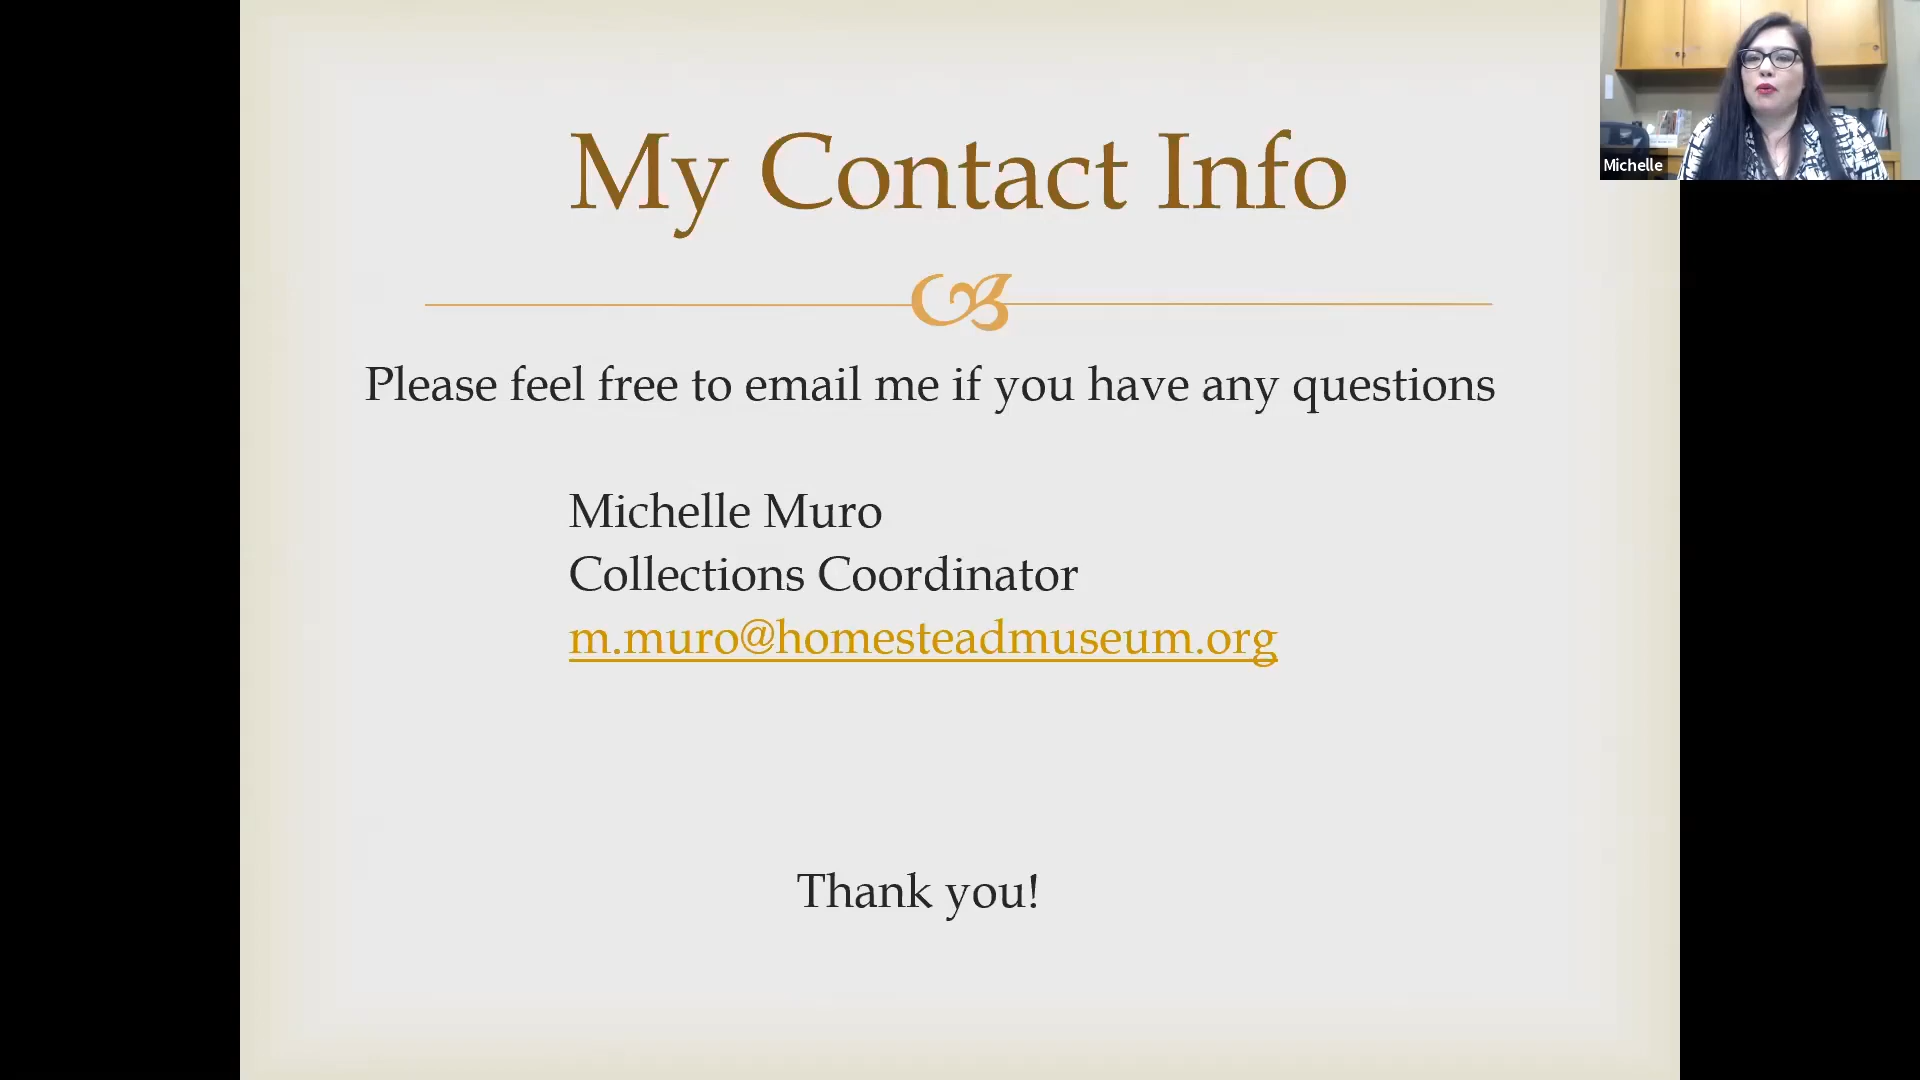 My Contact Info
Please feel free to email me if you have any questions
Michelle Muro
Collections Coordinator
m.muro@homesteadmuseum.org
Thank you!
Michelle